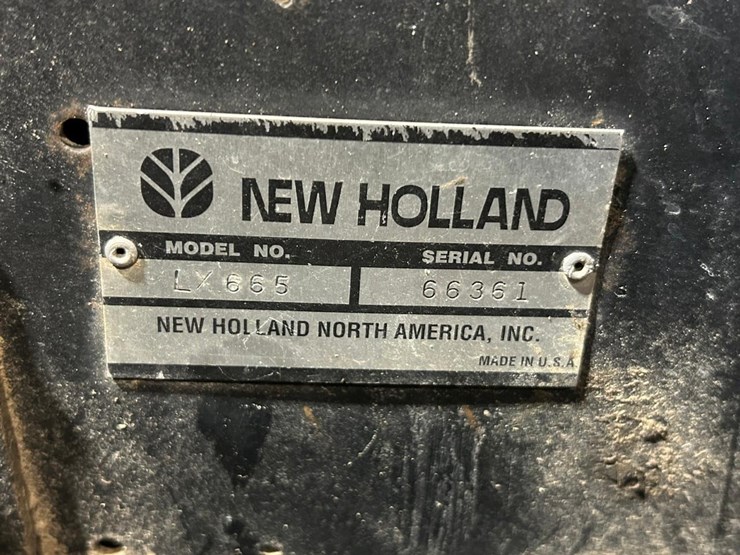 NEW HOLLAND
MODEL NO. SERIAL NO.
LX665 66361
NEW HOLLAND NORTH AMERICA, INC.
MADE IN U.S.A